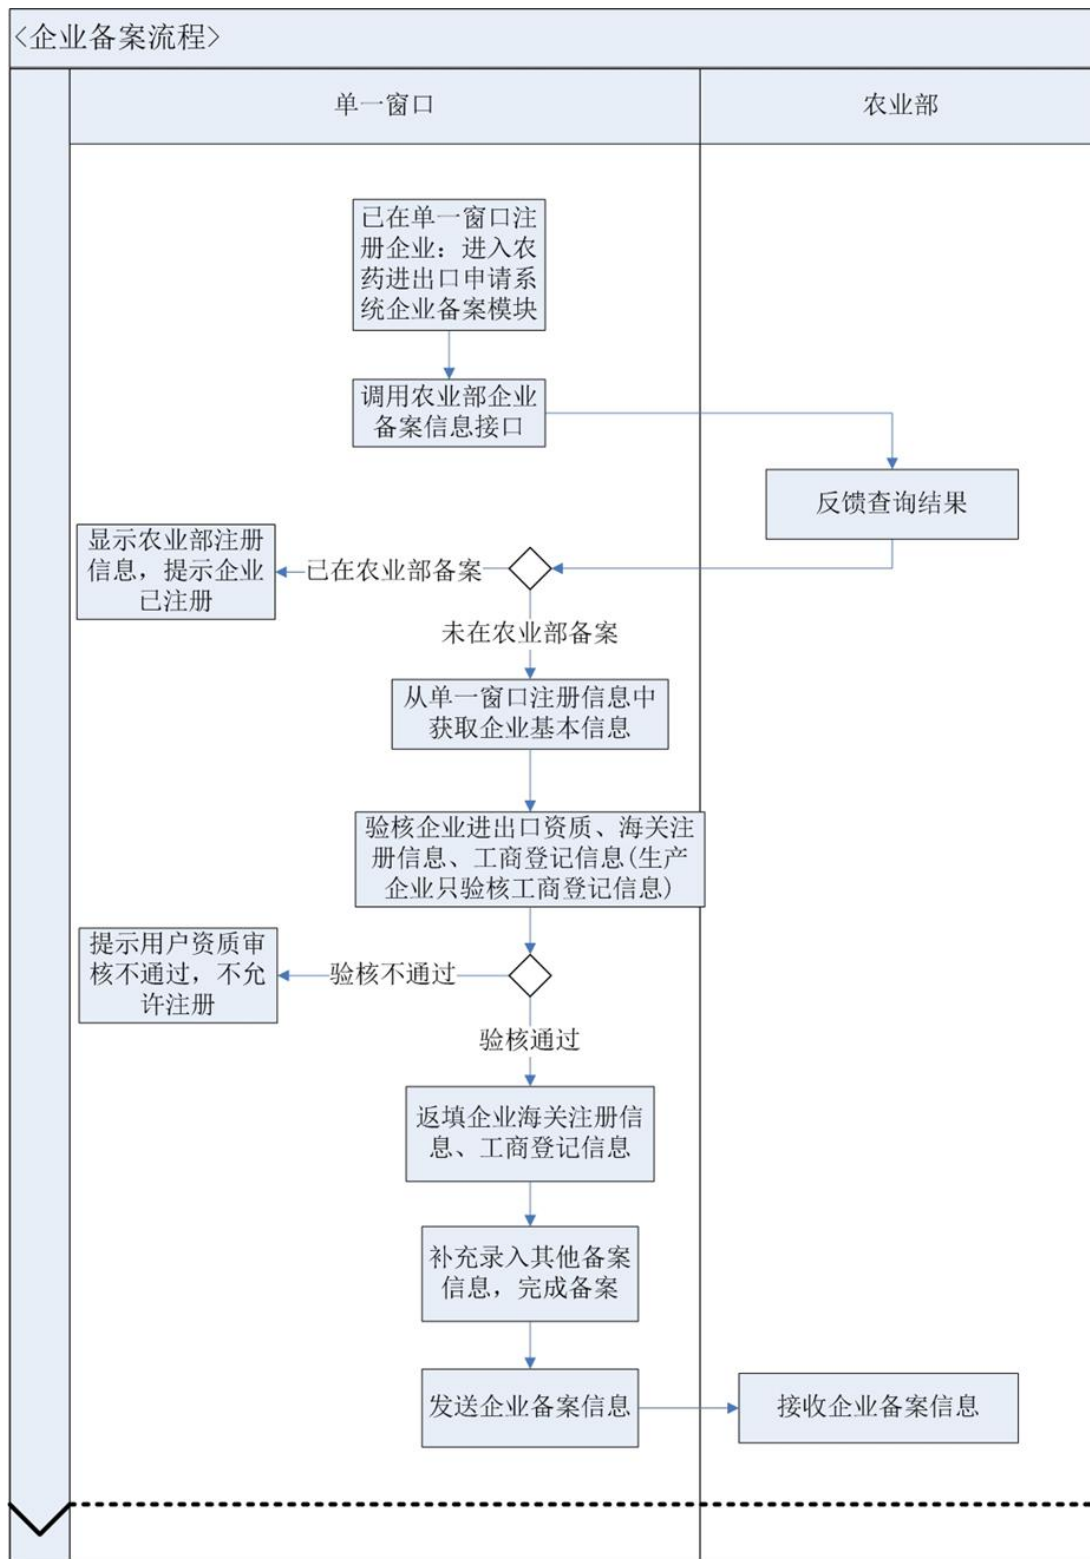 <企业备案流程>
单一窗口
农业部
已在单一窗口注
册企业：进入农
药进出口申请系
统企业备案模块
调用农业部企业
备案信息接口
反馈查询结果
显示农业部注册
信息，提示企业
已注册
已在农业部备案
未在农业部备案
从单一窗口注册信息中
获取企业基本信息
验核企业进出口资质、海关注
册信息、工商登记信息(生产
企业只验核工商登记信息)
提示用户资质审
核不通过，不允
许注册
验核不通过
验核通过
返填企业海关注册信
息、工商登记信息
补充录入其他备案
信息，完成备案
发送企业备案信息
接收企业备案信息